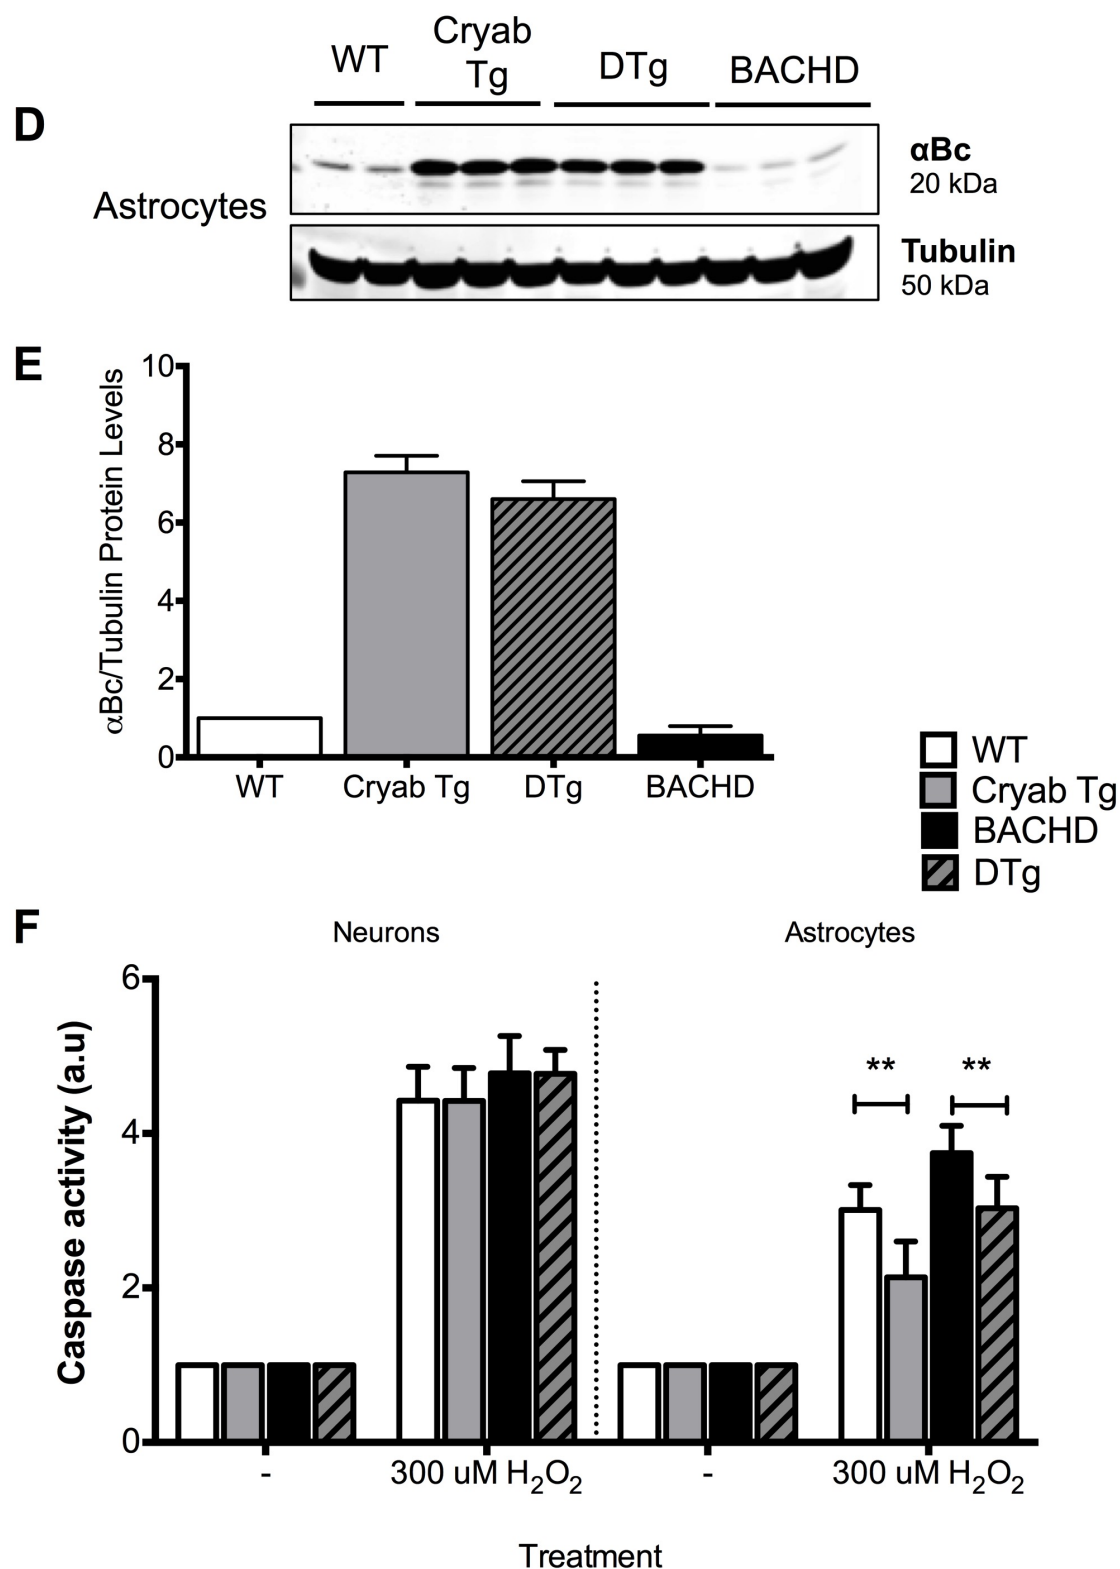 WT
Cryab
Tg
DTg
BACHD
D
Astrocytes
αBc
20 kDa
Tubulin
50 kDa
E
αBc/Tubulin Protein Levels
10
8
6
4
2
0
WT
Cryab Tg
DTg
BACHD
WT
Cryab Tg
BACHD
DTg
F
Neurons
Astrocytes
Caspase activity (a.u)
6
4
2
0
**
**
-
300 uM H₂O₂
-
300 uM H₂O₂
Treatment